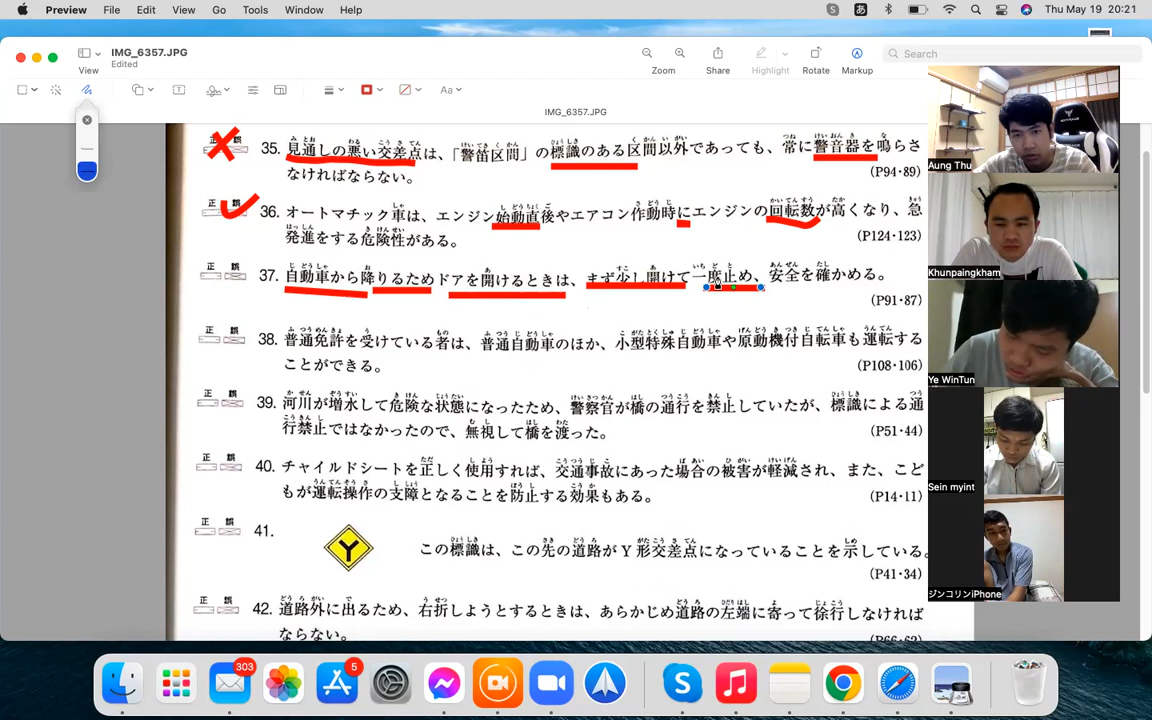 Preview File Edit View Go Tools Window Help
Thu May 19 20:21
IMG_6357.JPG
Edited
View
Zoom
Share
Highlight
Rotate
Markup
Search
Aa
IMG_6357.JPG
正 誤
35. 見通しの悪い交差点は、「警笛区間」の標識のある区間以外であっても、常に警音器を鳴らさ
なければならない。
(P94・89)
正 誤
36. オートマチック車は、エンジン始動直後やエアコン作動時にエンジンの回転数が高くなり、急
発進をする危険性がある。
(P124・123)
正 誤
37. 自動車から降りるためドアを開けるときは、まず少し開けて一度止め、安全を確かめる。
(P91・87)
正 誤
38. 普通免許を受けている者は、普通自動車のほか、小型特殊自動車や原動機付自転車も運転する
ことができる。
(P108・106)
正 誤
39. 河川が増水して危険な状態になったため、警察官が橋の通行を禁止していたが、標識による通
行禁止ではなかったので、無視して橋を渡った。
(P51・44)
正 誤
40. チャイルドシートを正しく使用すれば、交通事故にあった場合の被害が軽減され、また、こど
もが運転操作の支障となることを防止する効果もある。
(P14・11)
正 誤
41.
この標識は、この先の道路がY形交差点になっていることを示している。
(P41・34)
正 誤
42. 道路外に出るため、右折しようとするときは、あらかじめ道路の左端に寄って徐行しなければ
ならない。
Aung Thu
Khunpaingkham
Ye WinTun
Sein myint
ジンコリンiPhone
303
5